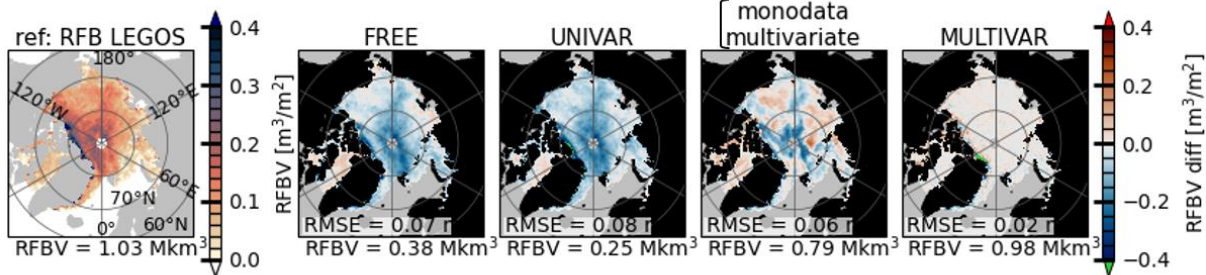 ref: RFB LEGOS
180°
120°W
120°E
60°E
70°N
60°N
0°
RFBV = 1.03 Mkm³
0.4
0.3
0.2
0.1
0.0
RFBV [m³/m²]
FREE
RMSE = 0.07
RFBV = 0.38 Mkm³
UNIVAR
RMSE = 0.08
RFBV = 0.25 Mkm³
monodata
multivariate
RMSE = 0.06
RFBV = 0.79 Mkm³
MULTIVAR
RMSE = 0.02
RFBV = 0.98 Mkm³
0.4
0.2
0.0
−0.2
−0.4
RFBV diff [m³/m²]